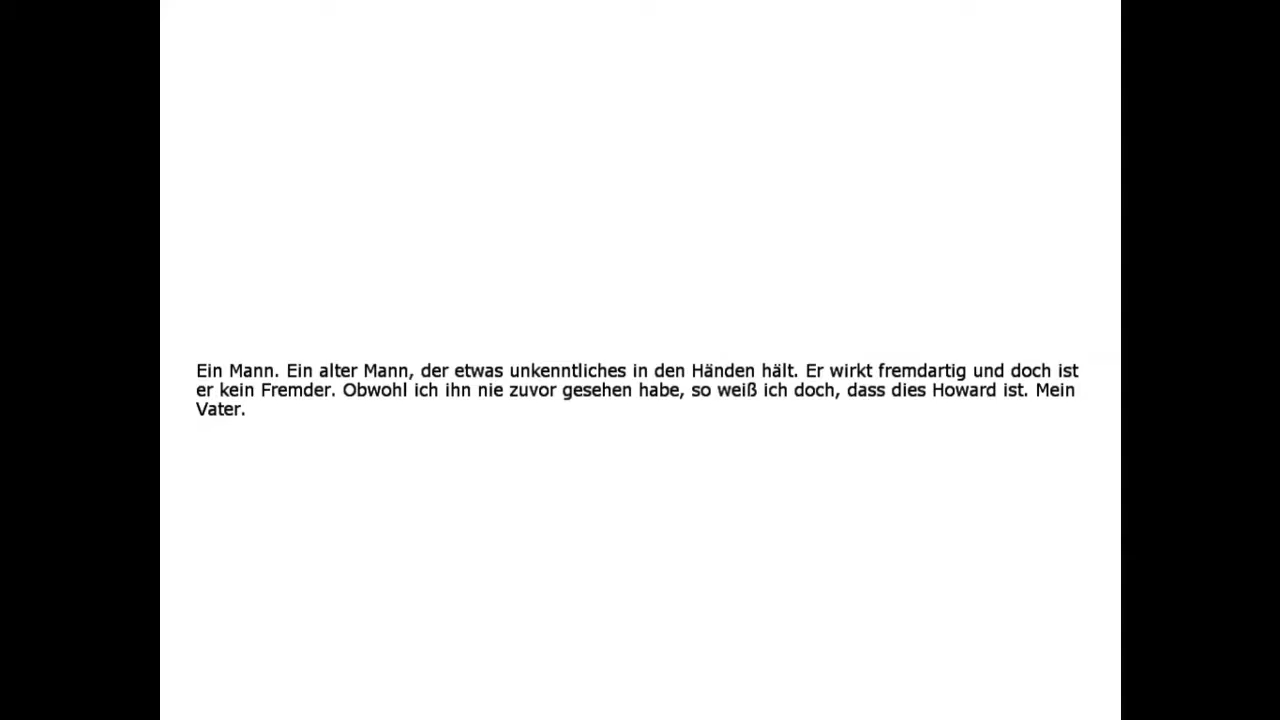 Ein Mann. Ein alter Mann, der etwas unkenntliches in den Händen hält. Er wirkt fremdartig und doch ist
er kein Fremder. Obwohl ich ihn nie zuvor gesehen habe, so weiß ich doch, dass dies Howard ist. Mein
Vater.